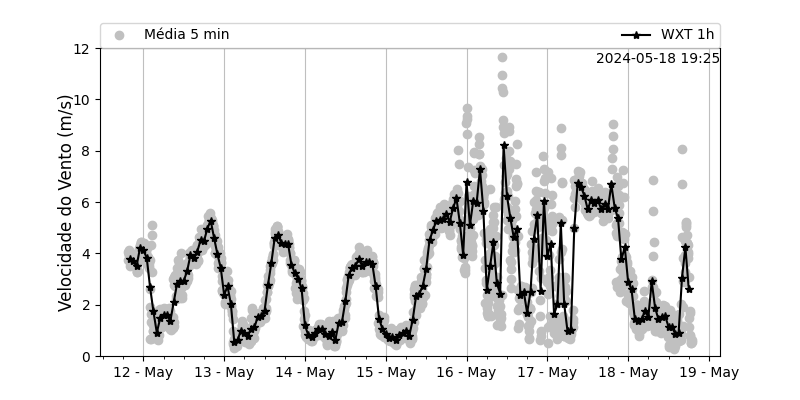 Média 5 min
WXT 1h
2024-05-18 19:25
Velocidade do Vento (m/s)
12
10
8
6
4
2
0
12 - May 13 - May 14 - May 15 - May 16 - May 17 - May 18 - May 19 - May